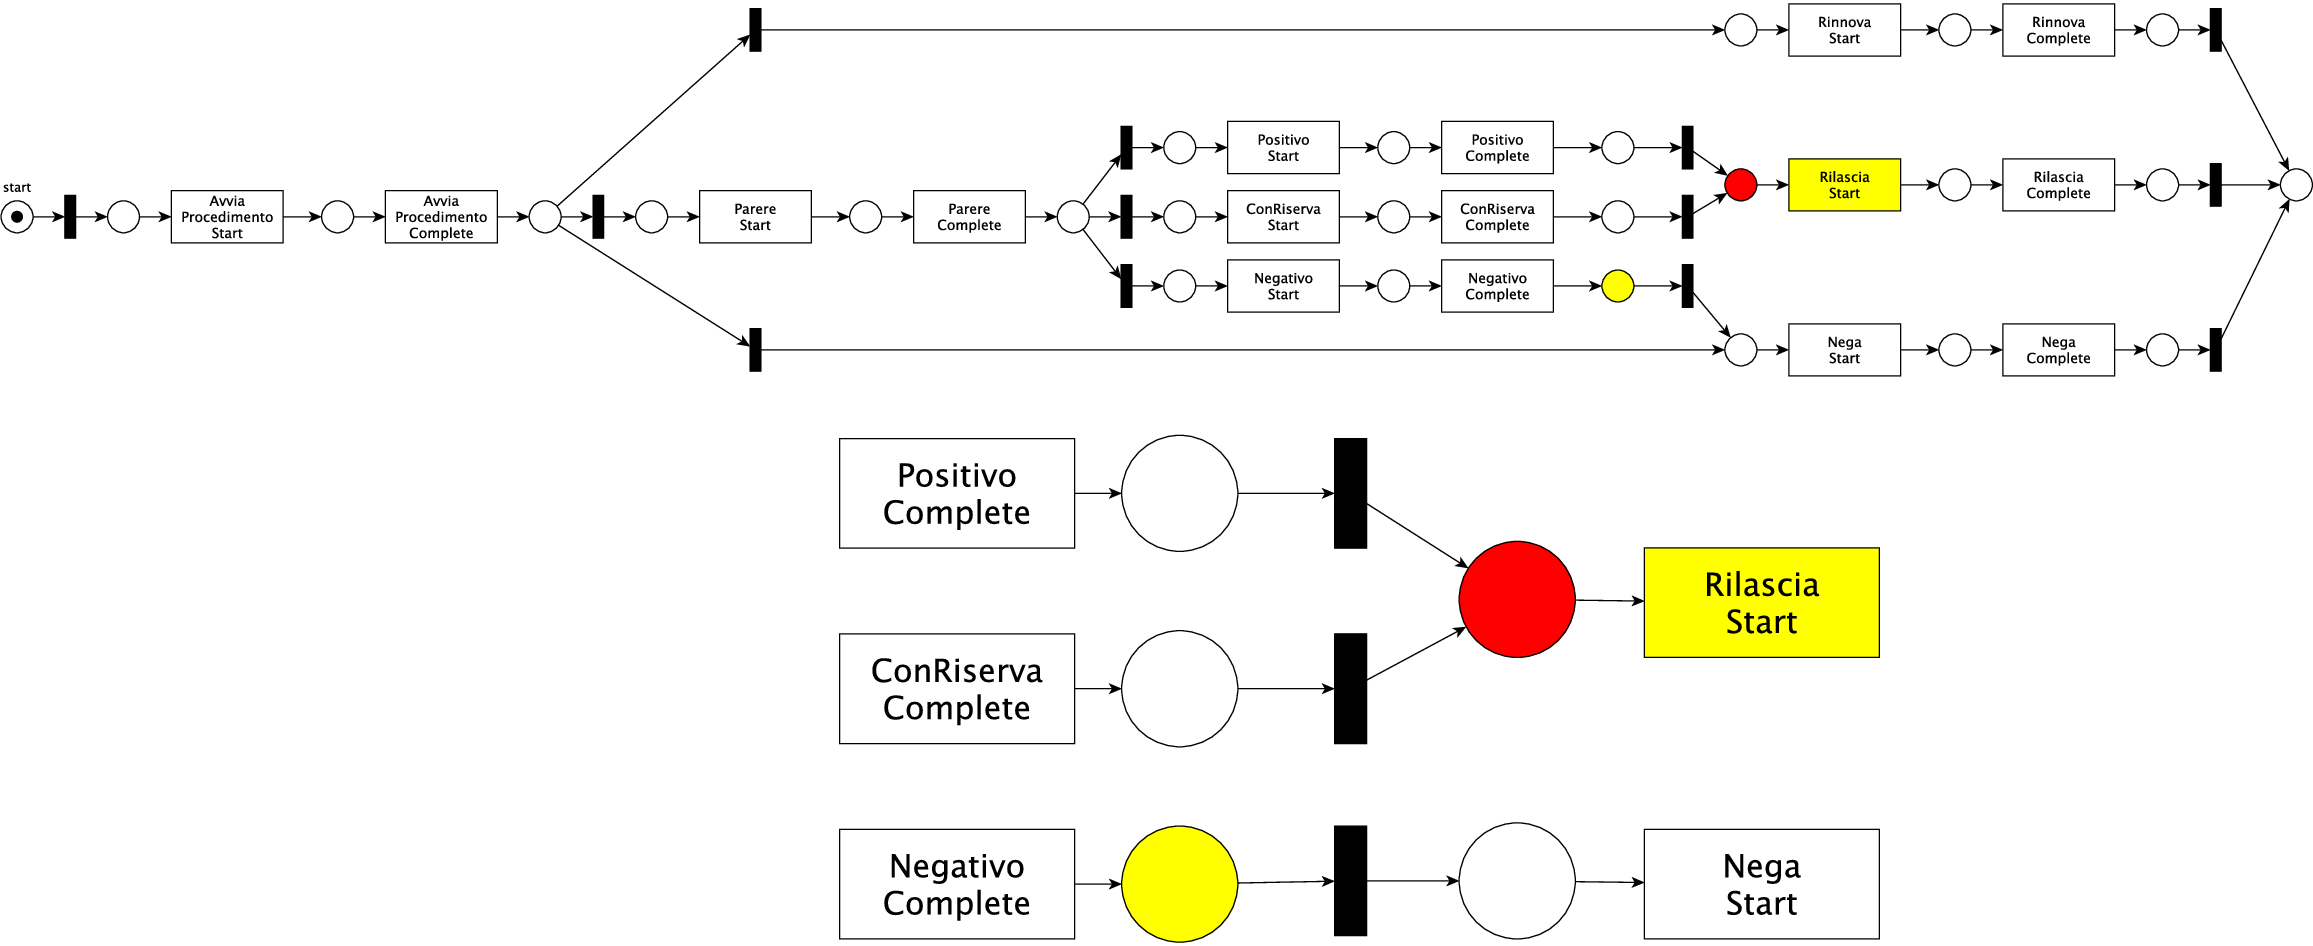 Rinnova
Start
Rinnova
Complete
Positivo
Start
Positivo
Complete
start
Avvia
Procedimento
Start
Avvia
Procedimento
Complete
Parere
Start
Parere
Complete
ConRiserva
Start
ConRiserva
Complete
Rilascia
Start
Rilascia
Complete
Negativo
Start
Negativo
Complete
Nega
Start
Nega
Complete
Positivo
Complete
Rilascia
Start
ConRiserva
Complete
Negativo
Complete
Nega
Start